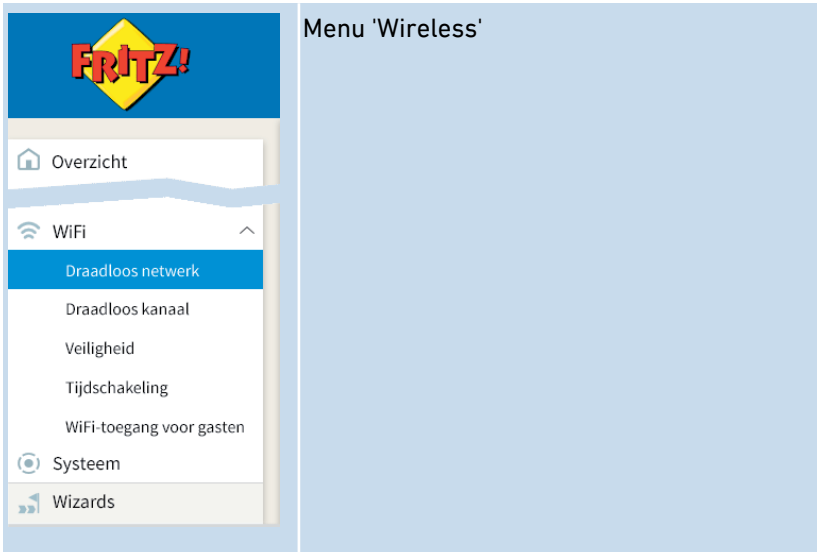 FRITZ!
Menu 'Wireless'
Overzicht
WiFi
Draadloos netwerk
Draadloos kanaal
Veiligheid
Tijdschakeling
WiFi-toegang voor gasten
Systeem
Wizards